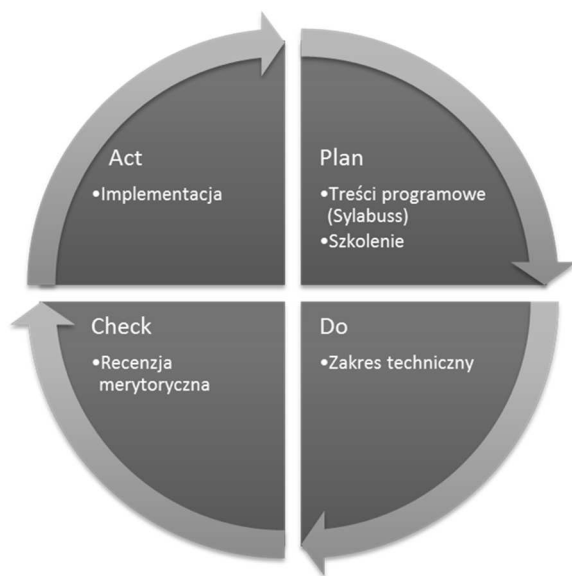 Act
•Implementacja
Plan
•Treści programowe
(Sylabuss)
•Szkolenie
Check
•Recenzja
merytoryczna
Do
•Zakres techniczny